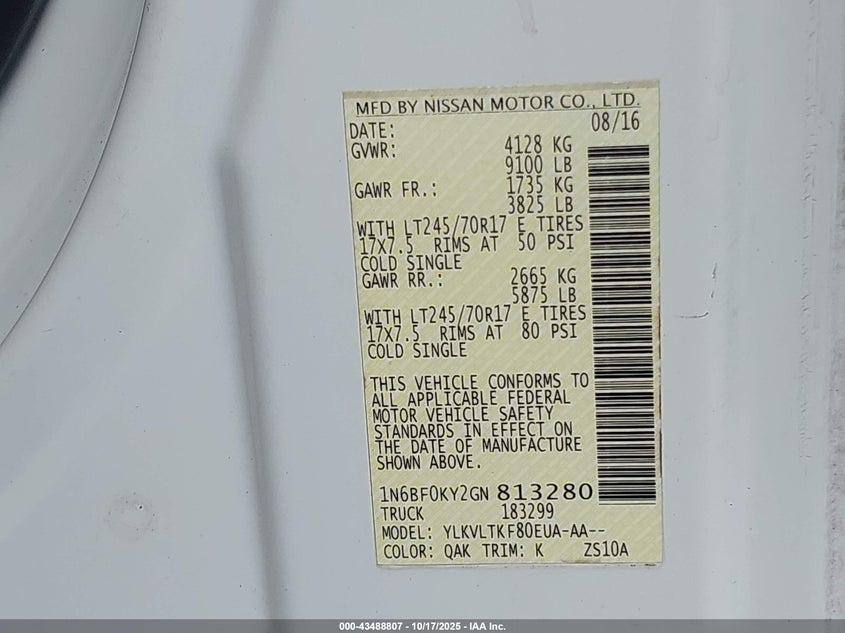 MFD BY NISSAN MOTOR CO., LTD.
DATE: 08/16
GVWR: 4128 KG
9100 LB
GAWR FR.: 1735 KG
3825 LB
WITH LT245/70R17 E TIRES
17X7.5 RIMS AT 50 PSI
COLD SINGLE
GAWR RR.: 2665 KG
5875 LB
WITH LT245/70R17 E TIRES
17X7.5 RIMS AT 80 PSI
COLD SINGLE
THIS VEHICLE CONFORMS TO
ALL APPLICABLE FEDERAL
MOTOR VEHICLE SAFETY
STANDARDS IN EFFECT ON
THE DATE OF MANUFACTURE
SHOWN ABOVE.
1N6BF0KY2GN 813280
TRUCK 183299
MODEL: YLKVLTKF80EUA-AA--
COLOR: QAK TRIM: K ZS10A
000-43488807 - 10/17/2025 - IAA Inc.